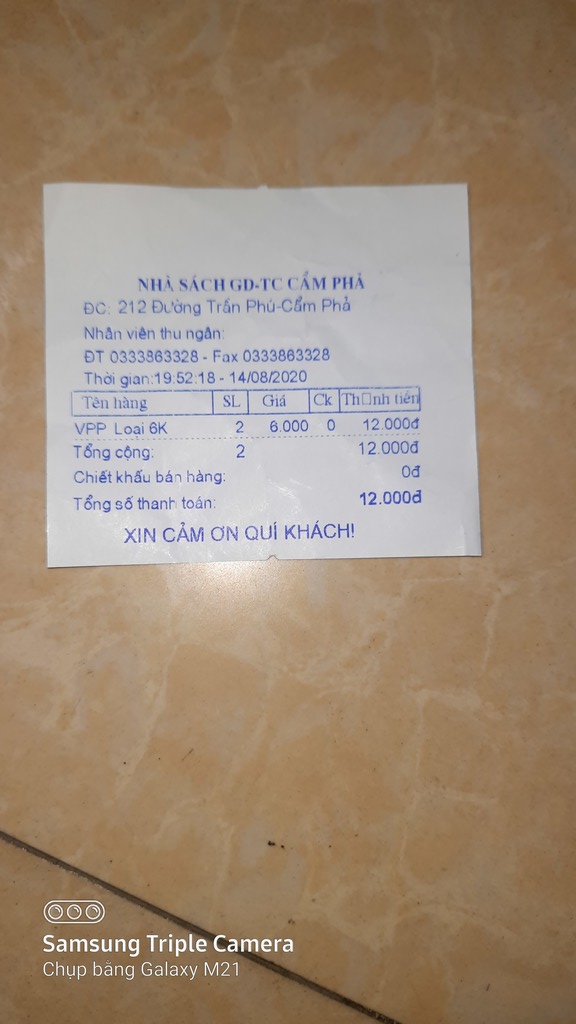 NHÀ SÁCH GD-TC CẨM PHẢ
ĐC: 212 Đường Trần Phú-Cẩm Phả
Nhân viên thu ngân:
ĐT 0333863328 - Fax 0333863328
Thời gian:19:52:18 - 14/08/2020
Tên hàng SL Giá Ck Th□nh tiền
VPP Loại 6K 2 6.000 0 12.000đ
Tổng cộng: 2 12.000đ
Chiết khấu bán hàng: 0đ
Tổng số thanh toán: 12.000đ
XIN CẢM ƠN QUÍ KHÁCH!
Samsung Triple Camera
Chụp bằng Galaxy M21